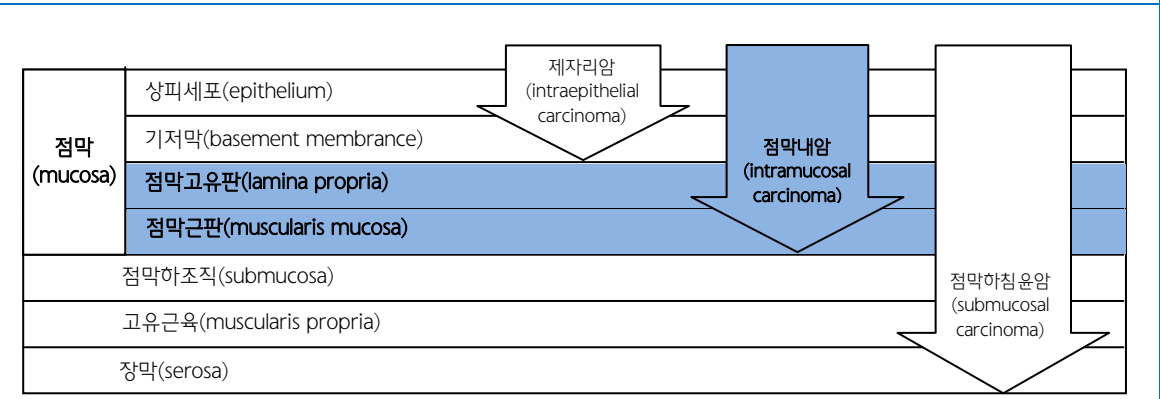 점막
(mucosa)
상피세포(epithelium)
기저막(basement membrance)
점막고유판(lamina propria)
점막근판(muscularis mucosa)
점막하조직(submucosa)
고유근육(muscularis propria)
장막(serosa)
제자리암
(intraepithelial
carcinoma)
점막내암
(intramucosal
carcinoma)
점막하침윤암
(submucosal
carcinoma)